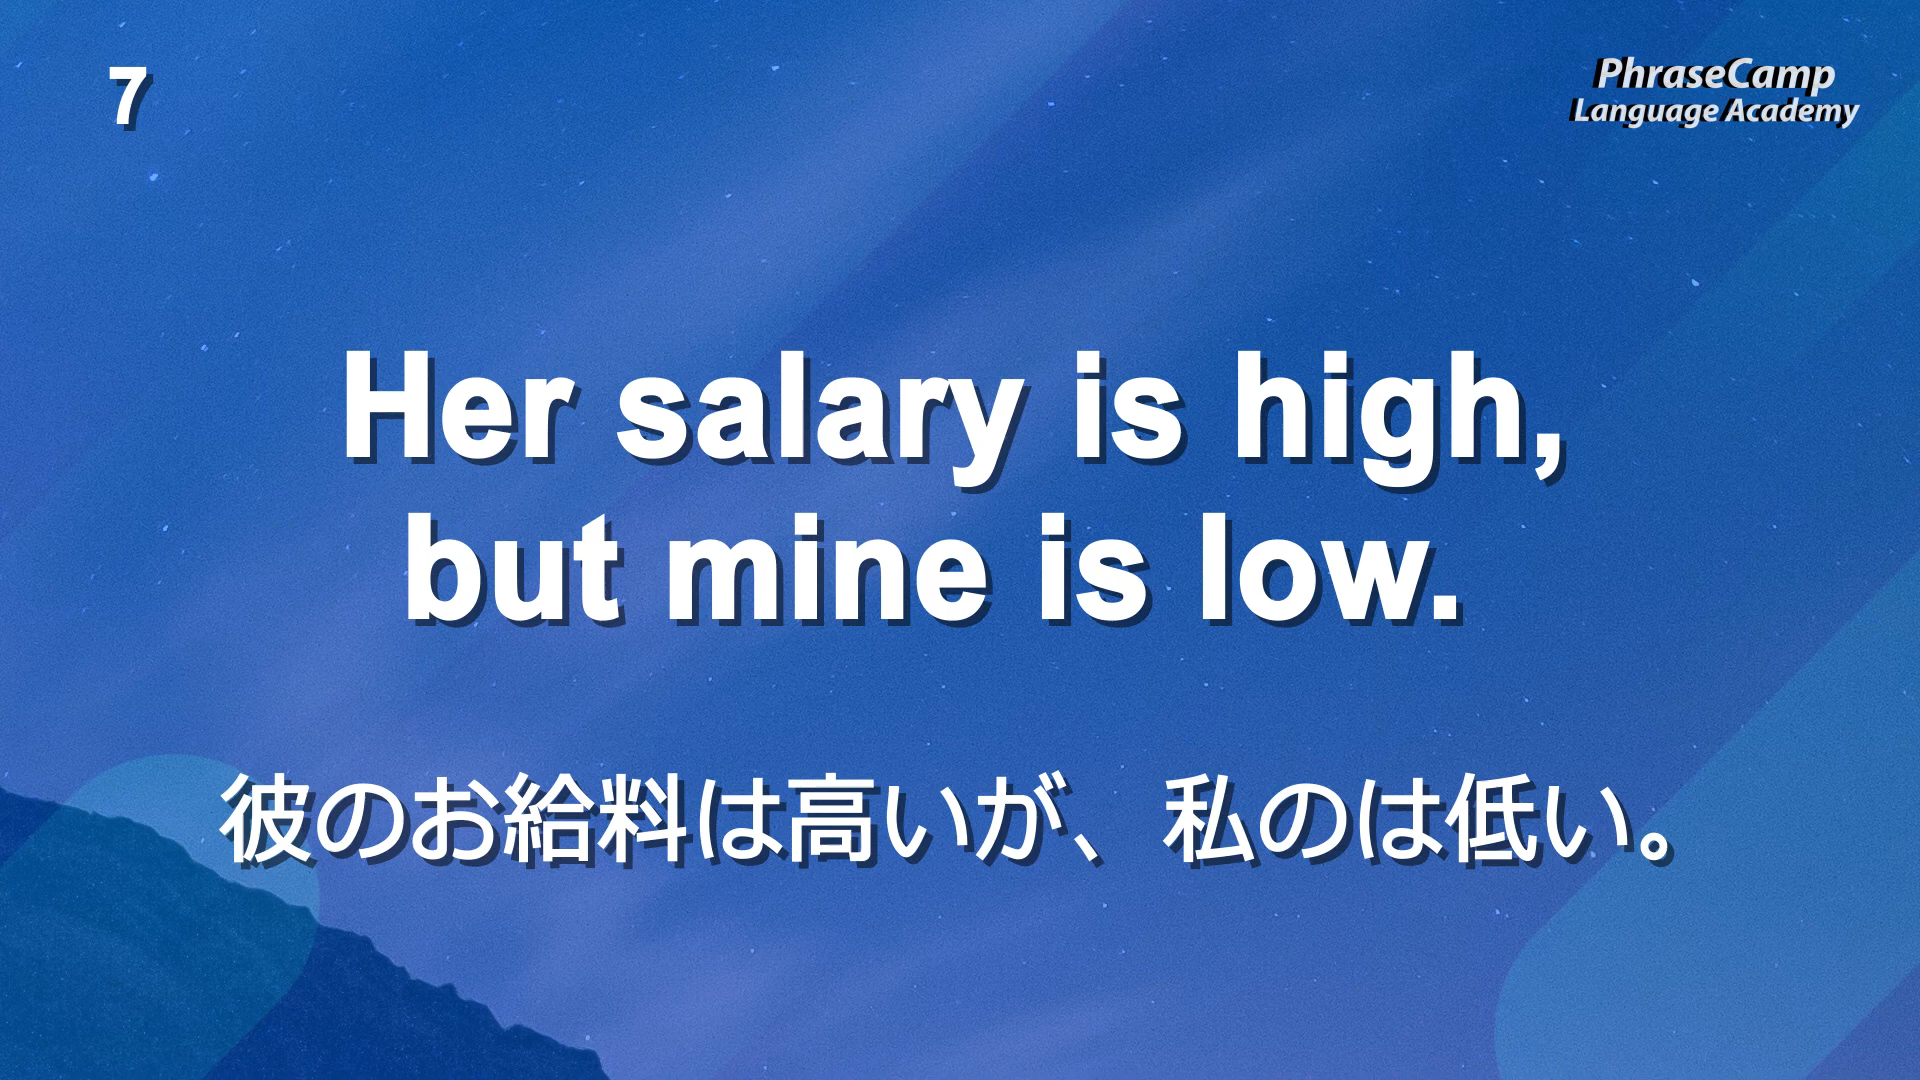 7
PhraseCamp
Language Academy
Her salary is high,
but mine is low.
彼のお給料は高いが、私のは低い。